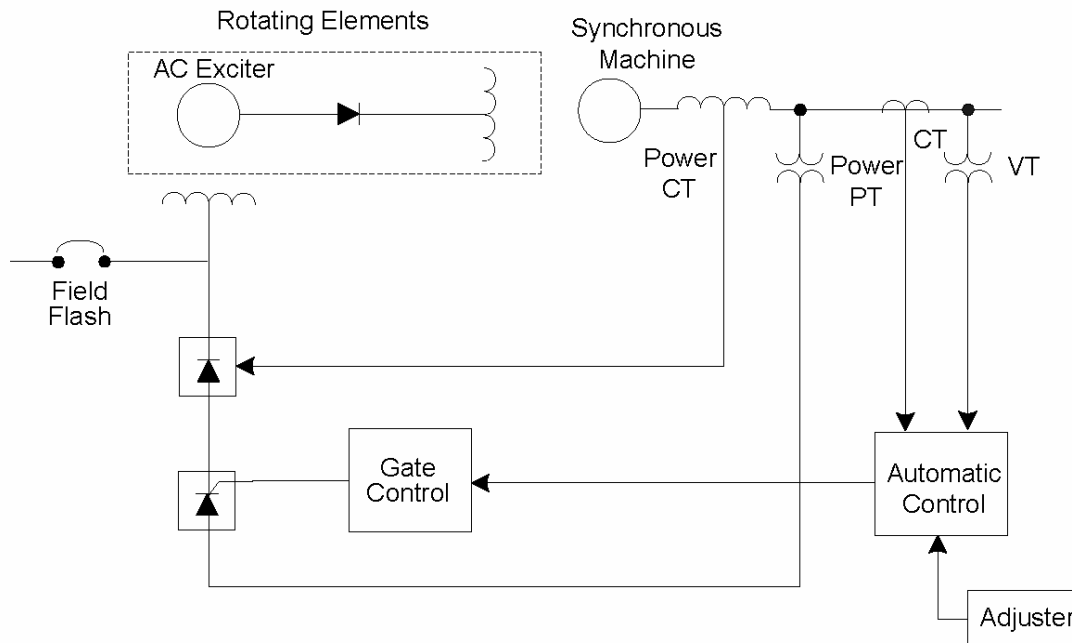 Rotating Elements
AC Exciter
Synchronous
Machine
Power
CT
Power
PT
CT
VT
Field
Flash
Gate
Control
Automatic
Control
Adjuster